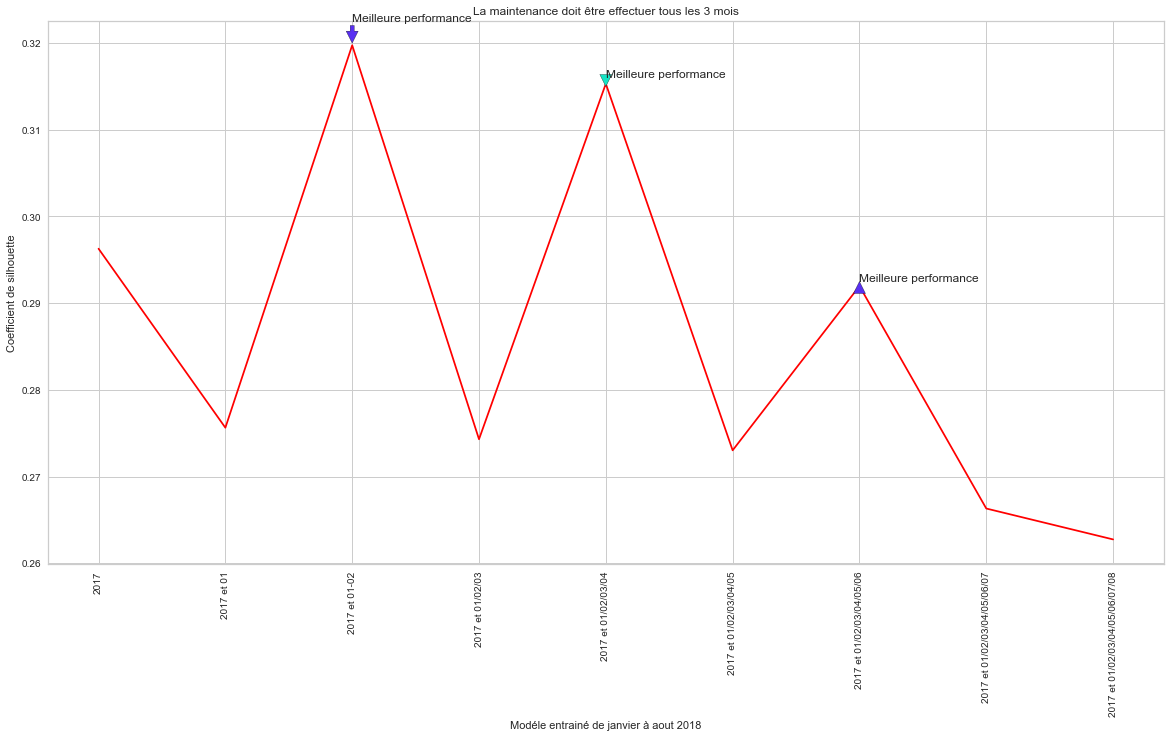 La maintenance doit être effectuer tous les 3 mois
Meilleure performance
Meilleure performance
Meilleure performance
Coefficient de silhouette
0.32
0.31
0.30
0.29
0.28
0.27
0.26
2017
2017 et 01
2017 et 01-02
2017 et 01/02/03
2017 et 01/02/03/04
2017 et 01/02/03/04/05
2017 et 01/02/03/04/05/06
2017 et 01/02/03/04/05/06/07
2017 et 01/02/03/04/05/06/07/08
Modéle entrainé de janvier à aout 2018